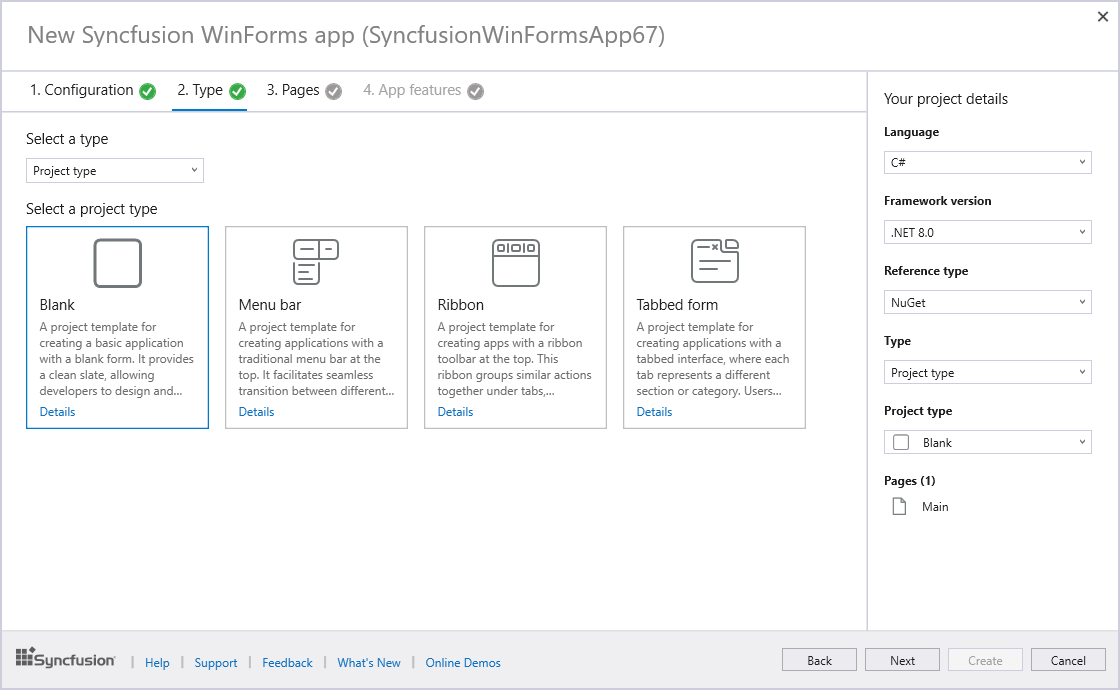 New Syncfusion WinForms app (SyncfusionWinFormsApp67)
1. Configuration
2. Type
3. Pages
4. App features
Select a type
Project type
Select a project type
Blank
A project template for
creating a basic application
with a blank form. It provides
a clean slate, allowing
developers to design and...
Details
Menu bar
A project template for
creating applications with a
traditional menu bar at the
top. It facilitates seamless
transition between different...
Details
Ribbon
A project template for
creating apps with a ribbon
toolbar at the top. This
ribbon groups similar actions
together under tabs,...
Details
Tabbed form
A project template for
creating applications with a
tabbed interface, where each
tab represents a different
section or category. Users...
Details
Your project details
Language
C#
Framework version
.NET 8.0
Reference type
NuGet
Type
Project type
Project type
Blank
Pages (1)
Main
Syncfusion | Help | Support | Feedback | What's New | Online Demos
Back
Next
Create
Cancel